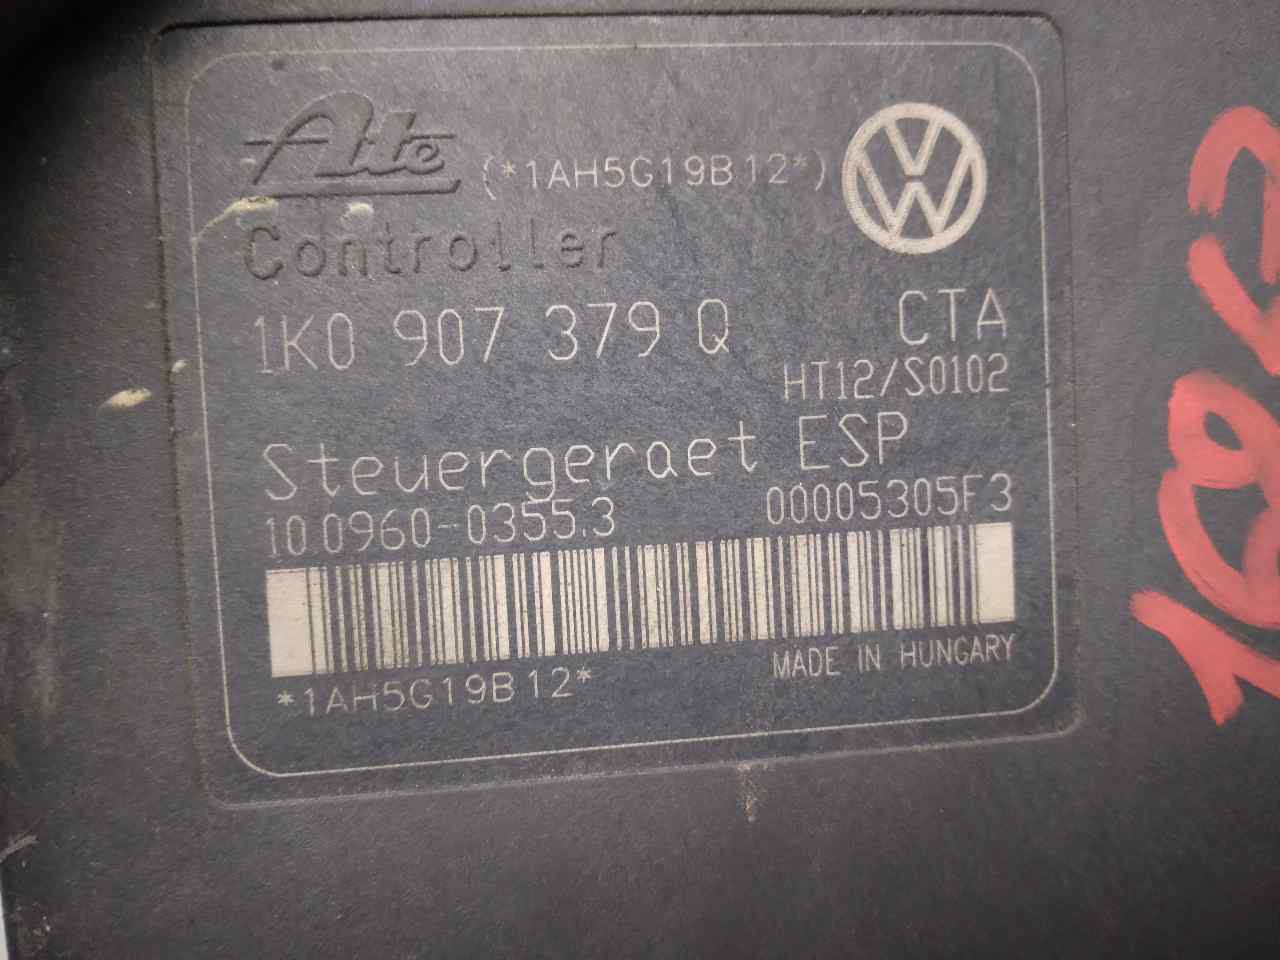 Ate (*1AH5G19B12*)
Controller
1K0 907 379 Q CTA
HT12/S0102
Steuergeraet ESP
10.0960-0355.3 00005305F3
*1AH5G19B12* MADE IN HUNGARY